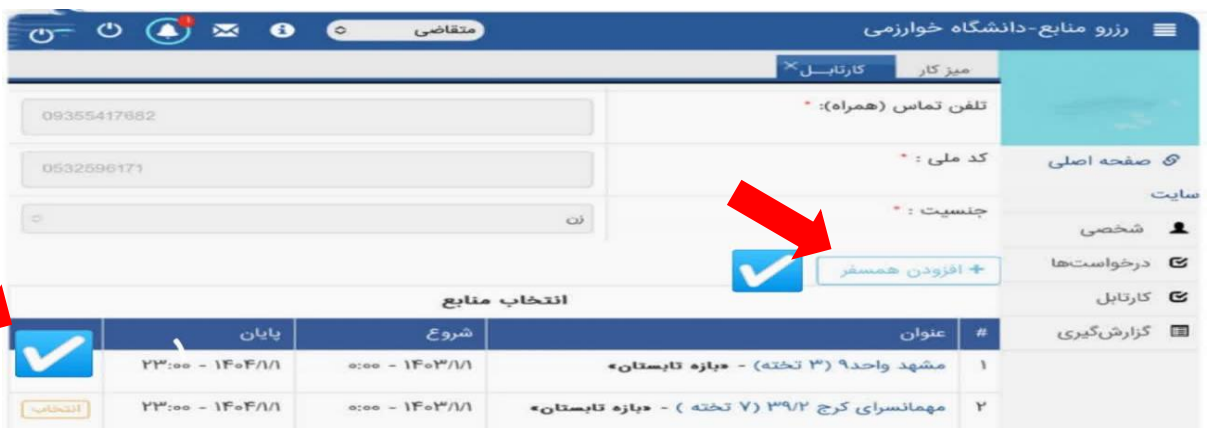 رزرو منابع-دانشگاه خوارزمی
متقاضی
میز کار
کارتابـــل
تلفن تماس (همراه): *
09355417682
کد ملی : *
0532596171
جنسیت : *
زن
+ افزودن همسفر
انتخاب منابع
# عنوان شروع پایان
۱ مشهد واحد۹ (۳ تخته) - «بازه تابستان» ۱۴۰۳/۱/۱ - ۰:۰۰ ۱۴۰۴/۱/۱ - ۲۳:۰۰
۲ مهمانسرای کرج ۳۹/۲ (۷ تخته ) - «بازه تابستان» ۱۴۰۳/۱/۱ - ۰:۰۰ ۱۴۰۴/۱/۱ - ۲۳:۰۰ انتخاب
صفحه اصلی
سایت
شخصی
درخواست‌ها
کارتابل
گزارش‌گیری